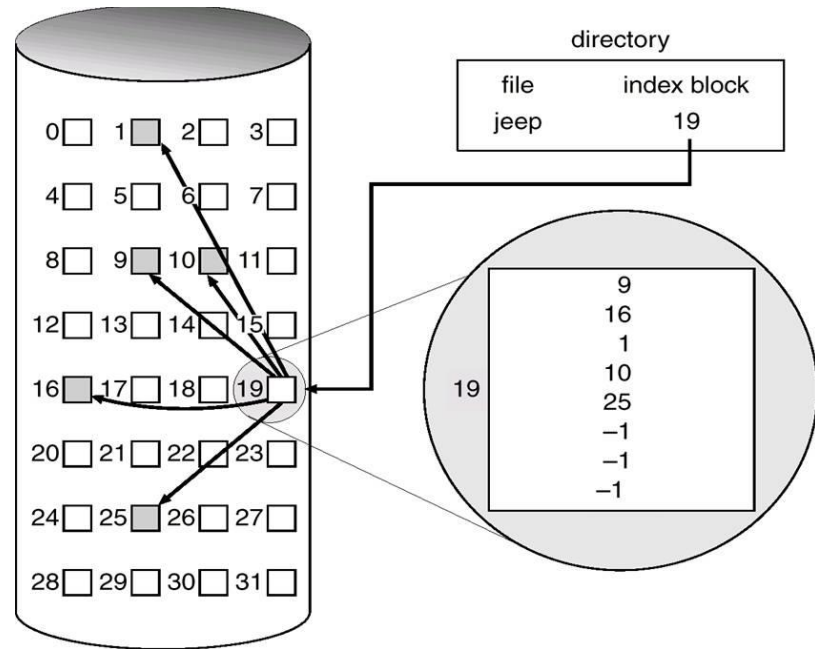 directory
file index block
jeep 19
0 1 2 3
4 5 6 7
8 9 10 11
12 13 14 15
16 17 18 19
20 21 22 23
24 25 26 27
28 29 30 31
19
9
16
1
10
25
–1
–1
–1